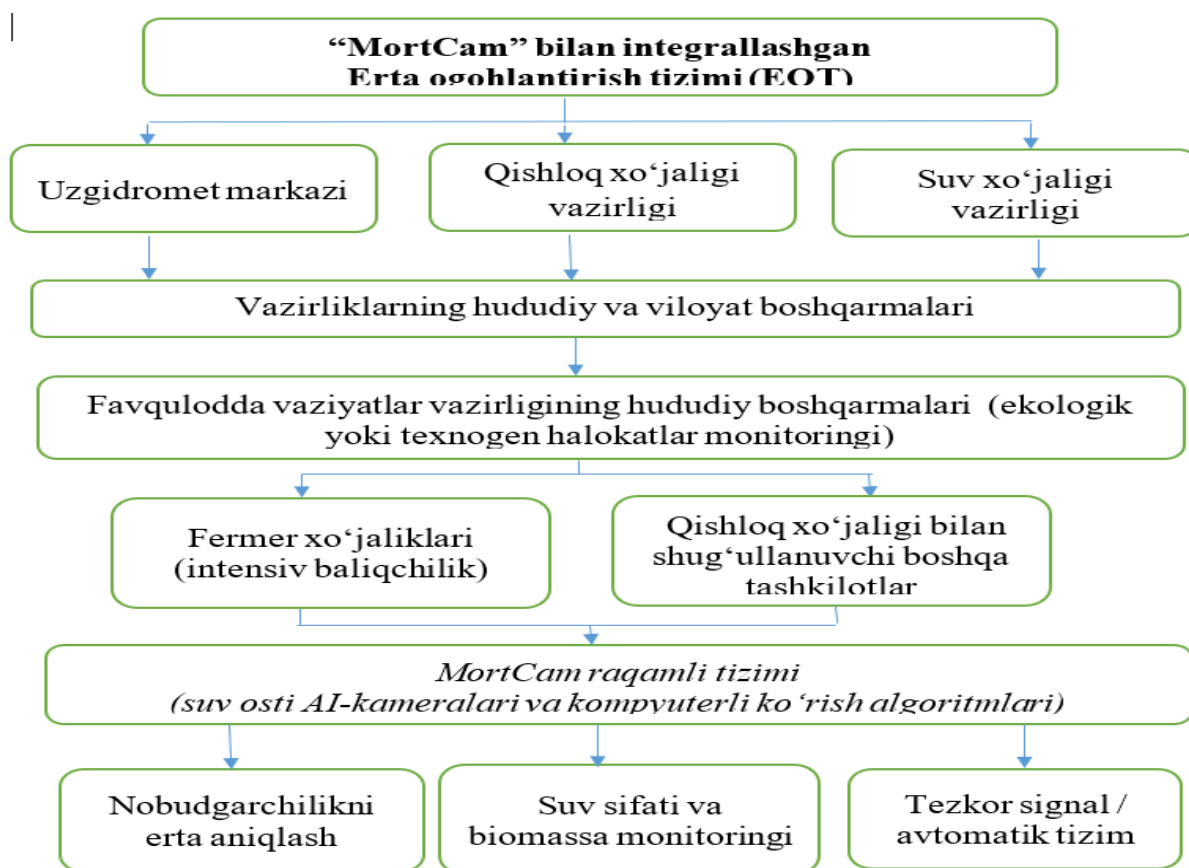 “MortCam” bilan integrallashgan
Erta ogohlantirish tizimi (EOT)
Uzgidromet markazi
Qishloq xo‘jaligi
vazirligi
Suv xo‘jaligi
vazirligi
Vazirliklarning hududiy va viloyat boshqarmalari
Favqulodda vaziyatlar vazirligining hududiy boshqarmalari (ekologik
yoki texnogen halokatlar monitoringi)
Fermer xo‘jaliklari
(intensiv baliqchilik)
Qishloq xo‘jaligi bilan
shug‘ullanuvchi boshqa
tashkilotlar
MortCam raqamli tizimi
(suv osti AI-kameralari va kompyuterli ko‘rish algoritmlari)
Nobudgarchilikni
erta aniqlash
Suv sifati va
biomassa monitoringi
Tezkor signal /
avtomatik tizim